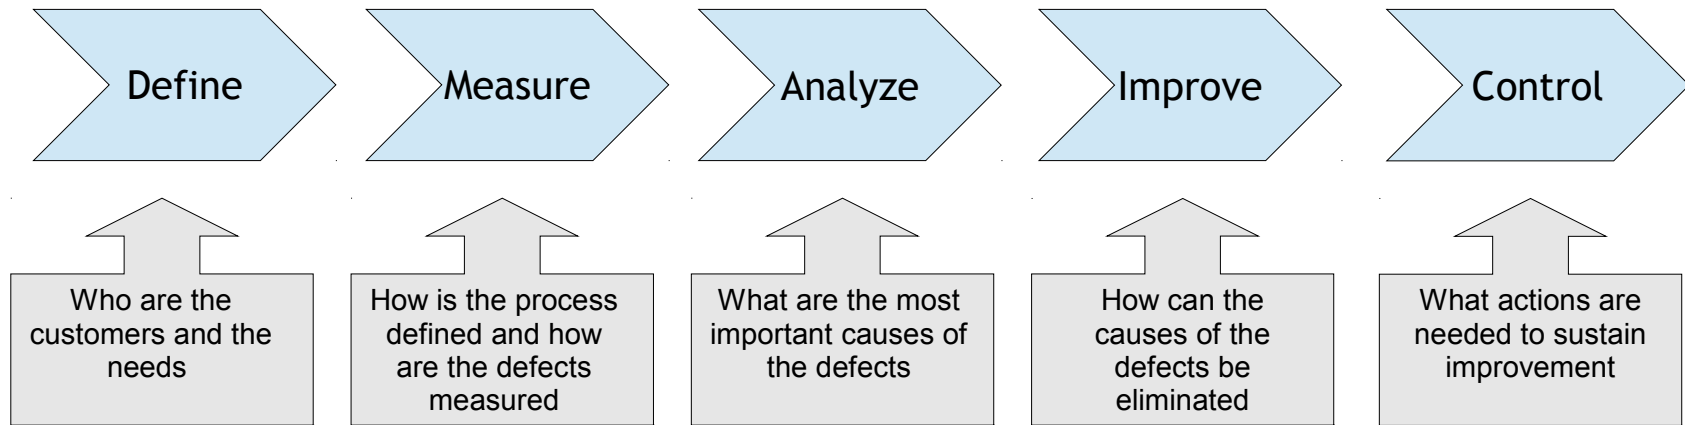 Define
Measure
Analyze
Improve
Control
Who are the
customers and the
needs
How is the process
defined and how
are the defects
measured
What are the most
important causes of
the defects
How can the
causes of the
defects be
eliminated
What actions are
needed to sustain
improvement